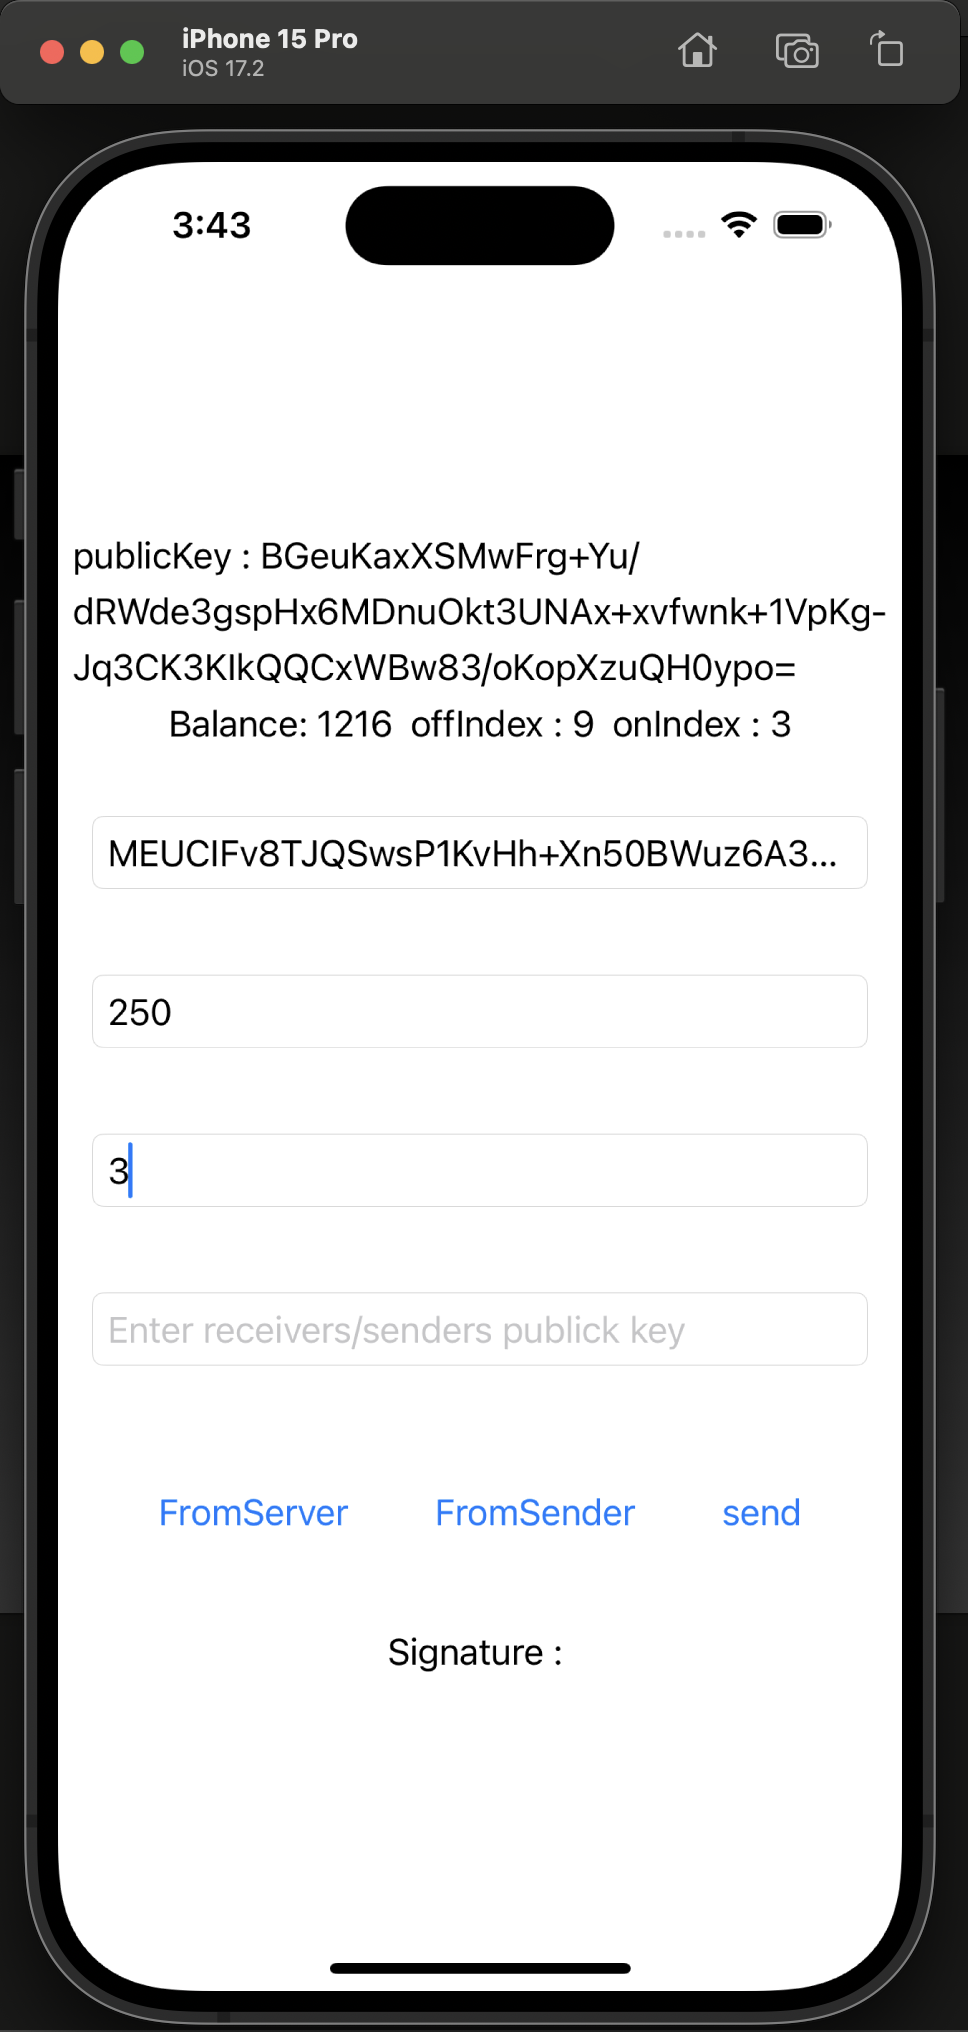 iPhone 15 Pro
iOS 17.2
3:43
publicKey : BGeuKaxXSMwFrg+Yu/
dRWde3gspHx6MDnuOkt3UNAx+xvfwnk+1VpKg-
Jq3CK3KIkQQCxWBw83/oKopXzuQH0ypo=
Balance: 1216  offIndex : 9  onIndex : 3
MEUCIFv8TJQSwsP1KvHh+Xn50BWuz6A3...
250
3
Enter receivers/senders publick key
FromServer FromSender send
Signature :